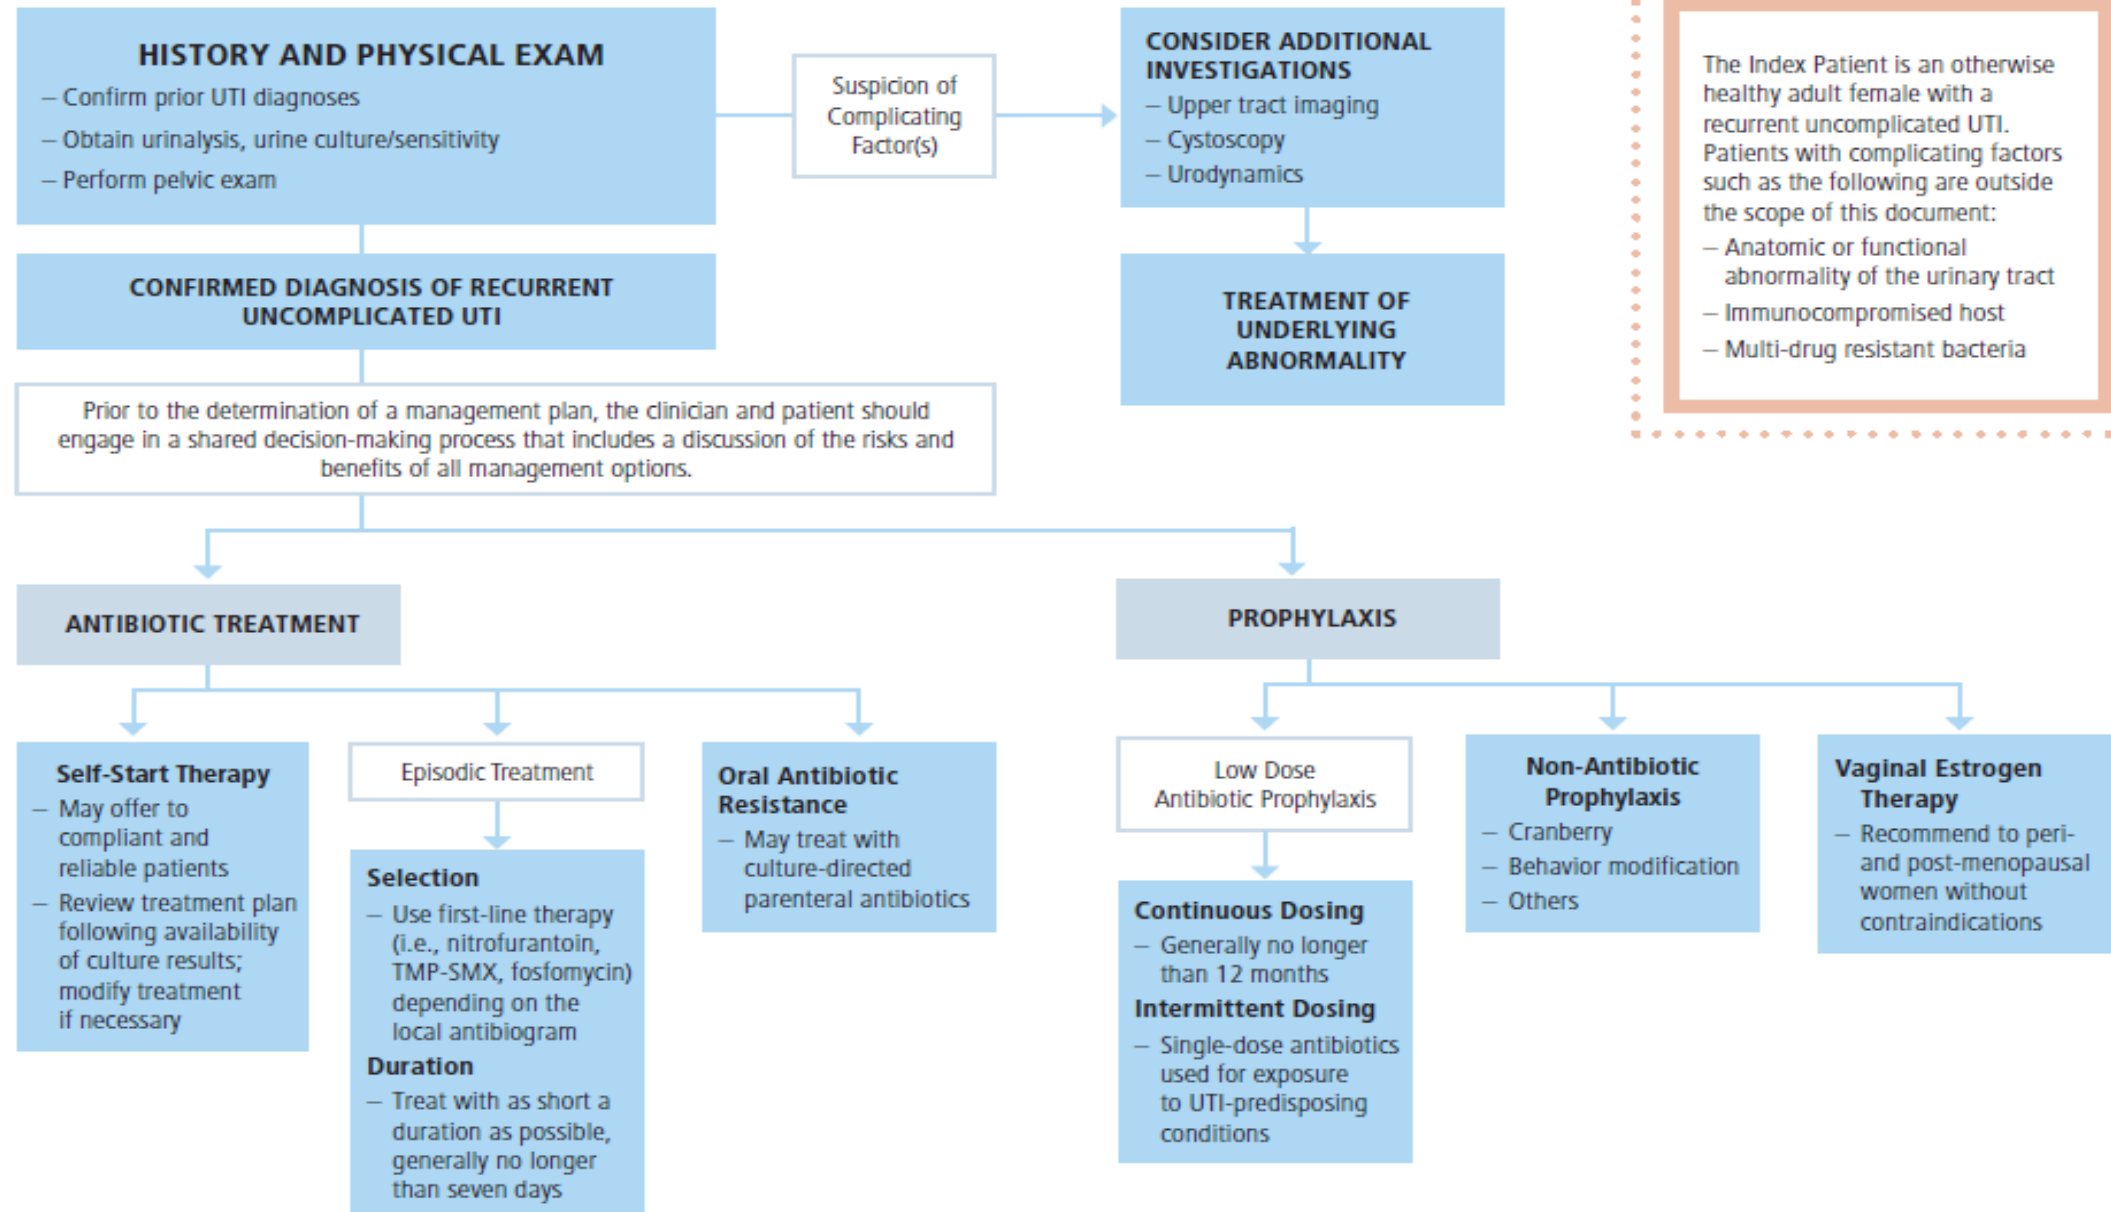 HISTORY AND PHYSICAL EXAM
– Confirm prior UTI diagnoses
– Obtain urinalysis, urine culture/sensitivity
– Perform pelvic exam
Suspicion of
Complicating
Factor(s)
CONSIDER ADDITIONAL
INVESTIGATIONS
– Upper tract imaging
– Cystoscopy
– Urodynamics
The Index Patient is an otherwise
healthy adult female with a
recurrent uncomplicated UTI.
Patients with complicating factors
such as the following are outside
the scope of this document:
– Anatomic or functional
abnormality of the urinary tract
– Immunocompromised host
– Multi-drug resistant bacteria
CONFIRMED DIAGNOSIS OF RECURRENT
UNCOMPLICATED UTI
TREATMENT OF
UNDERLYING
ABNORMALITY
Prior to the determination of a management plan, the clinician and patient should
engage in a shared decision-making process that includes a discussion of the risks and
benefits of all management options.
ANTIBIOTIC TREATMENT
PROPHYLAXIS
Self-Start Therapy
– May offer to
compliant and
reliable patients
– Review treatment plan
following availability
of culture results;
modify treatment
if necessary
Episodic Treatment
Selection
– Use first-line therapy
(i.e., nitrofurantoin,
TMP-SMX, fosfomycin)
depending on the
local antibiogram
Duration
– Treat with as short a
duration as possible,
generally no longer
than seven days
Oral Antibiotic
Resistance
– May treat with
culture-directed
parenteral antibiotics
Low Dose
Antibiotic Prophylaxis
Continuous Dosing
– Generally no longer
than 12 months
Intermittent Dosing
– Single-dose antibiotics
used for exposure
to UTI-predisposing
conditions
Non-Antibiotic
Prophylaxis
– Cranberry
– Behavior modification
– Others
Vaginal Estrogen
Therapy
– Recommend to peri-
and post-menopausal
women without
contraindications